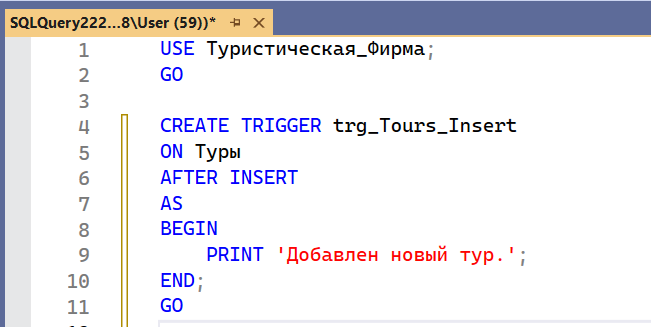 SQLQuery222...8\User (59))*
1 USE Туристическая_Фирма;
2 GO
3
4 CREATE TRIGGER trg_Tours_Insert
5 ON Туры
6 AFTER INSERT
7 AS
8 BEGIN
9 PRINT 'Добавлен новый тур.';
10 END;
11 GO